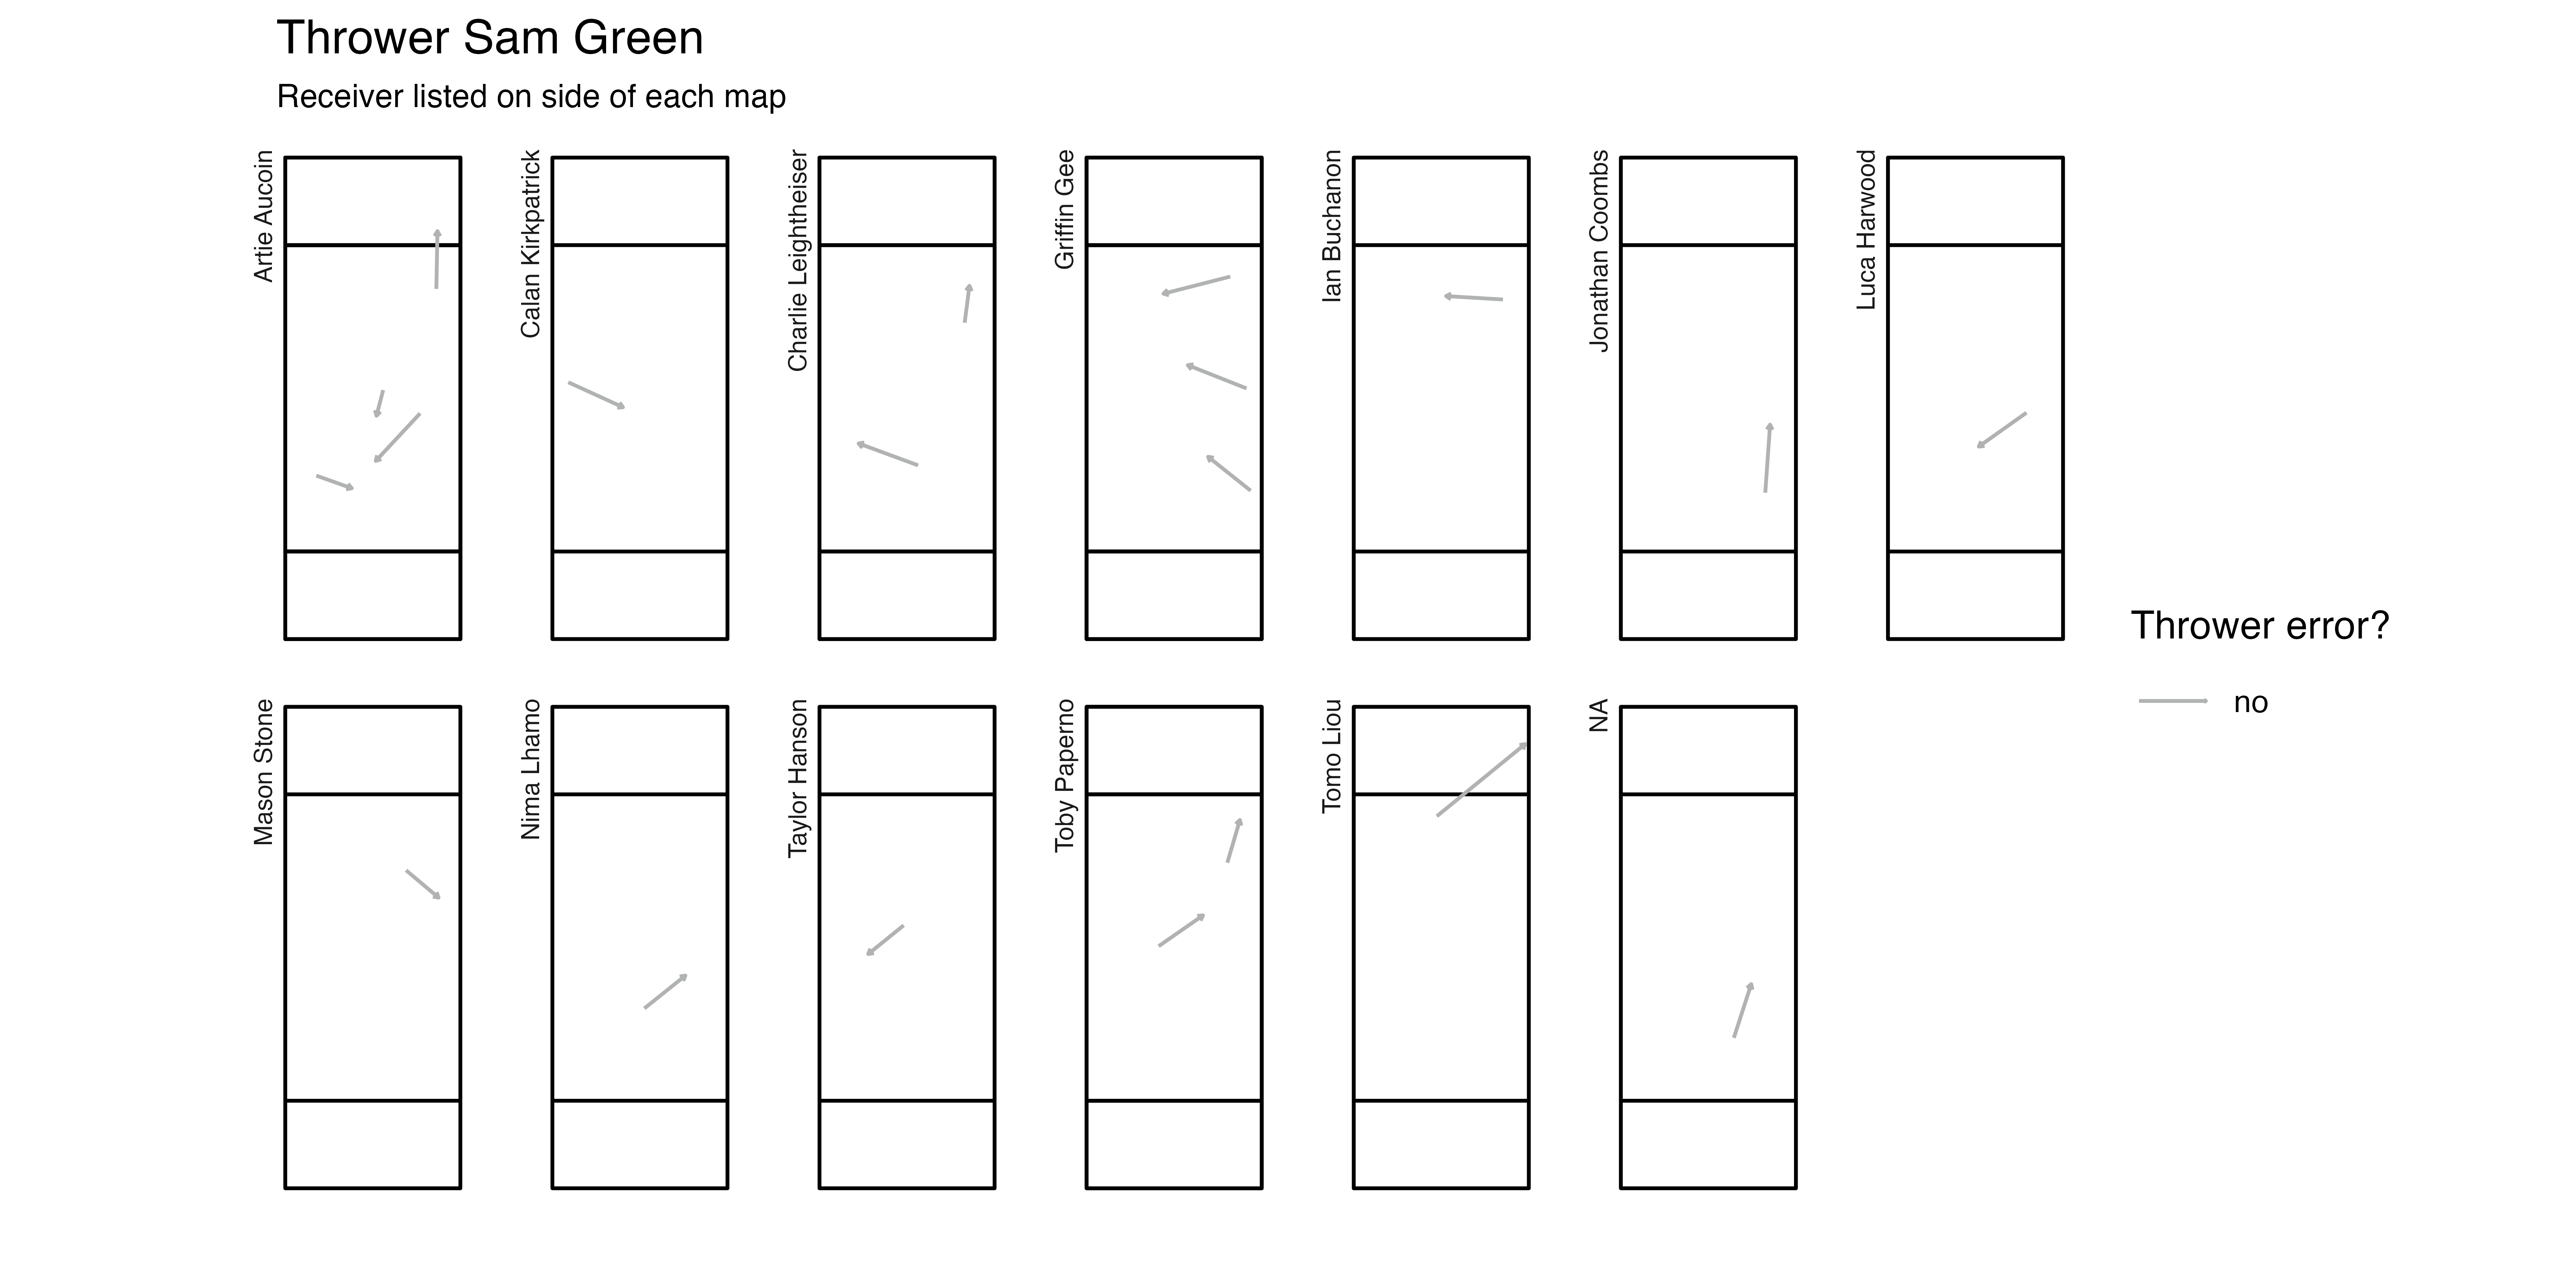 Thrower Sam Green
Receiver listed on side of each map
Artie Aucoin
Calan Kirkpatrick
Charlie Leightheiser
Griffin Gee
Ian Buchanon
Jonathan Coombs
Luca Harwood
Mason Stone
Nima Lhamo
Taylor Hanson
Toby Paperno
Tomo Liou
NA
Thrower error?
no